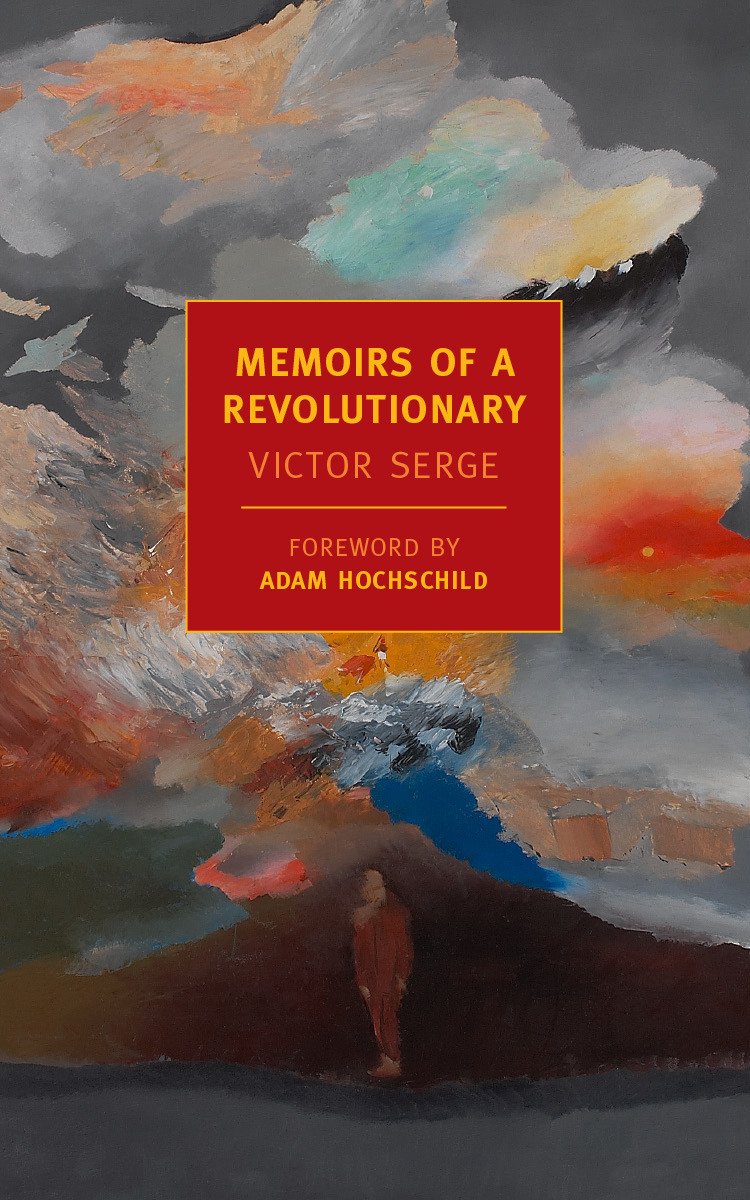 MEMOIRS OF A
REVOLUTIONARY
VICTOR SERGE
FOREWORD BY
ADAM HOCHSCHILD